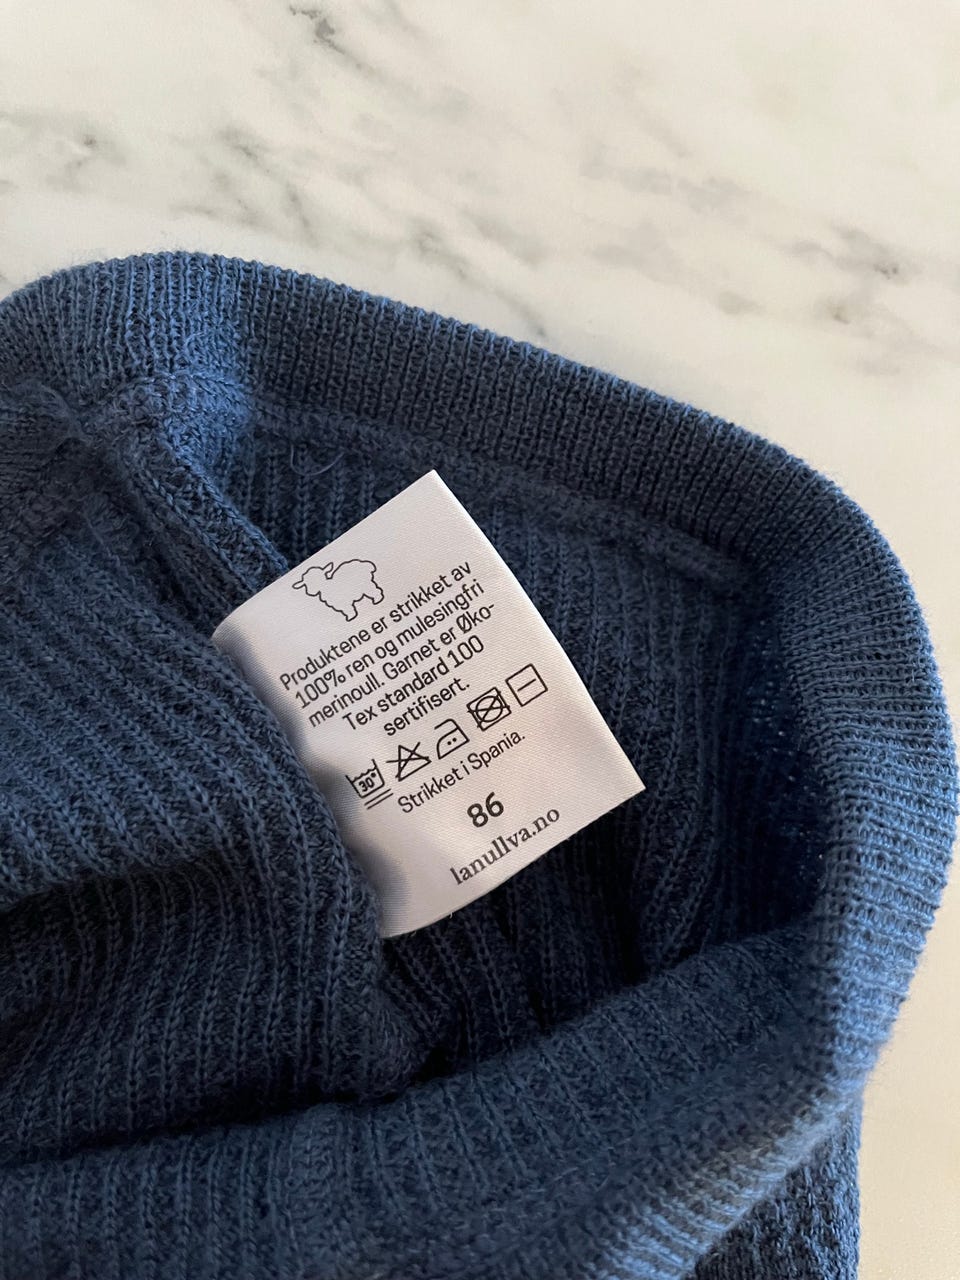 Produktene er strikket av
100% ren og mulesingfri
merinoull. Garnet er Øko-
Tex standard 100
sertifisert.
30°
Strikket i Spania.
86
lanullva.no